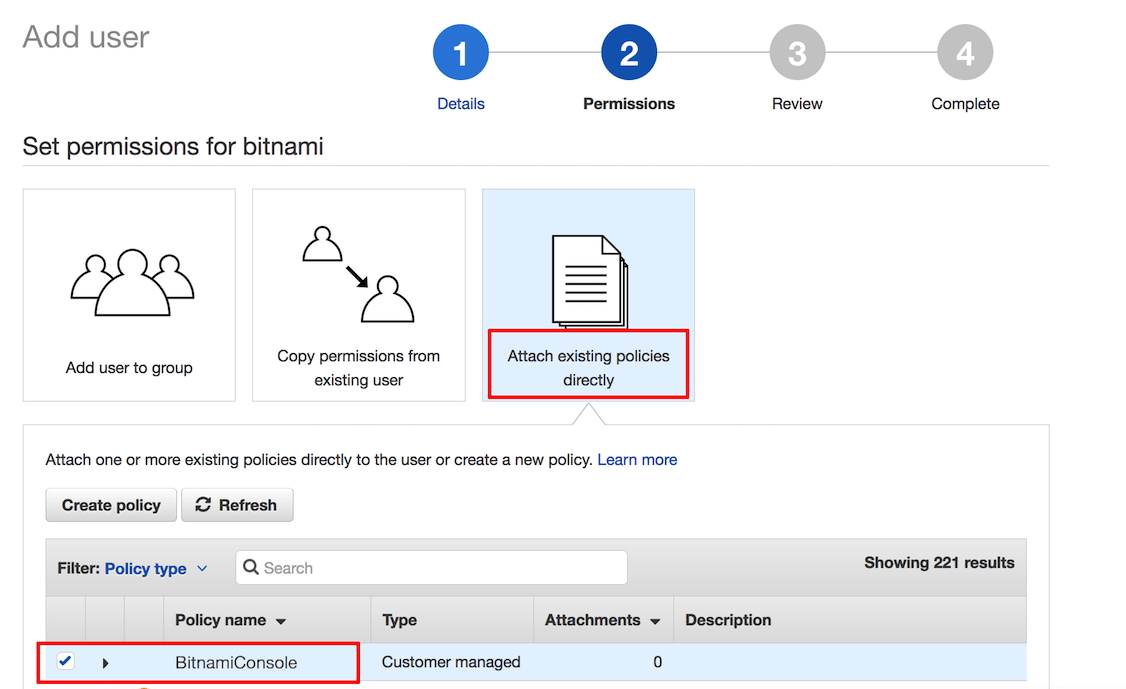 Add user
1 2 3 4
Details Permissions Review Complete
Set permissions for bitnami
Add user to group
Copy permissions from
existing user
Attach existing policies
directly
Attach one or more existing policies directly to the user or create a new policy. Learn more
Create policy Refresh
Filter: Policy type Search Showing 221 results
Policy name Type Attachments Description
BitnamiConsole Customer managed 0